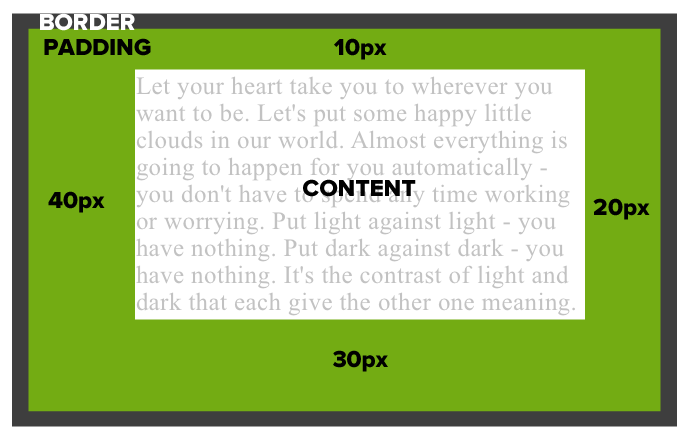 BORDER
PADDING
10px
Let your heart take you to wherever you
want to be. Let's put some happy little
clouds in our world. Almost everything is
going to happen for you automatically -
you don't have to spend any time working
or worrying. Put light against light - you
have nothing. Put dark against dark - you
have nothing. It's the contrast of light and
dark that each give the other one meaning.
CONTENT
40px
20px
30px